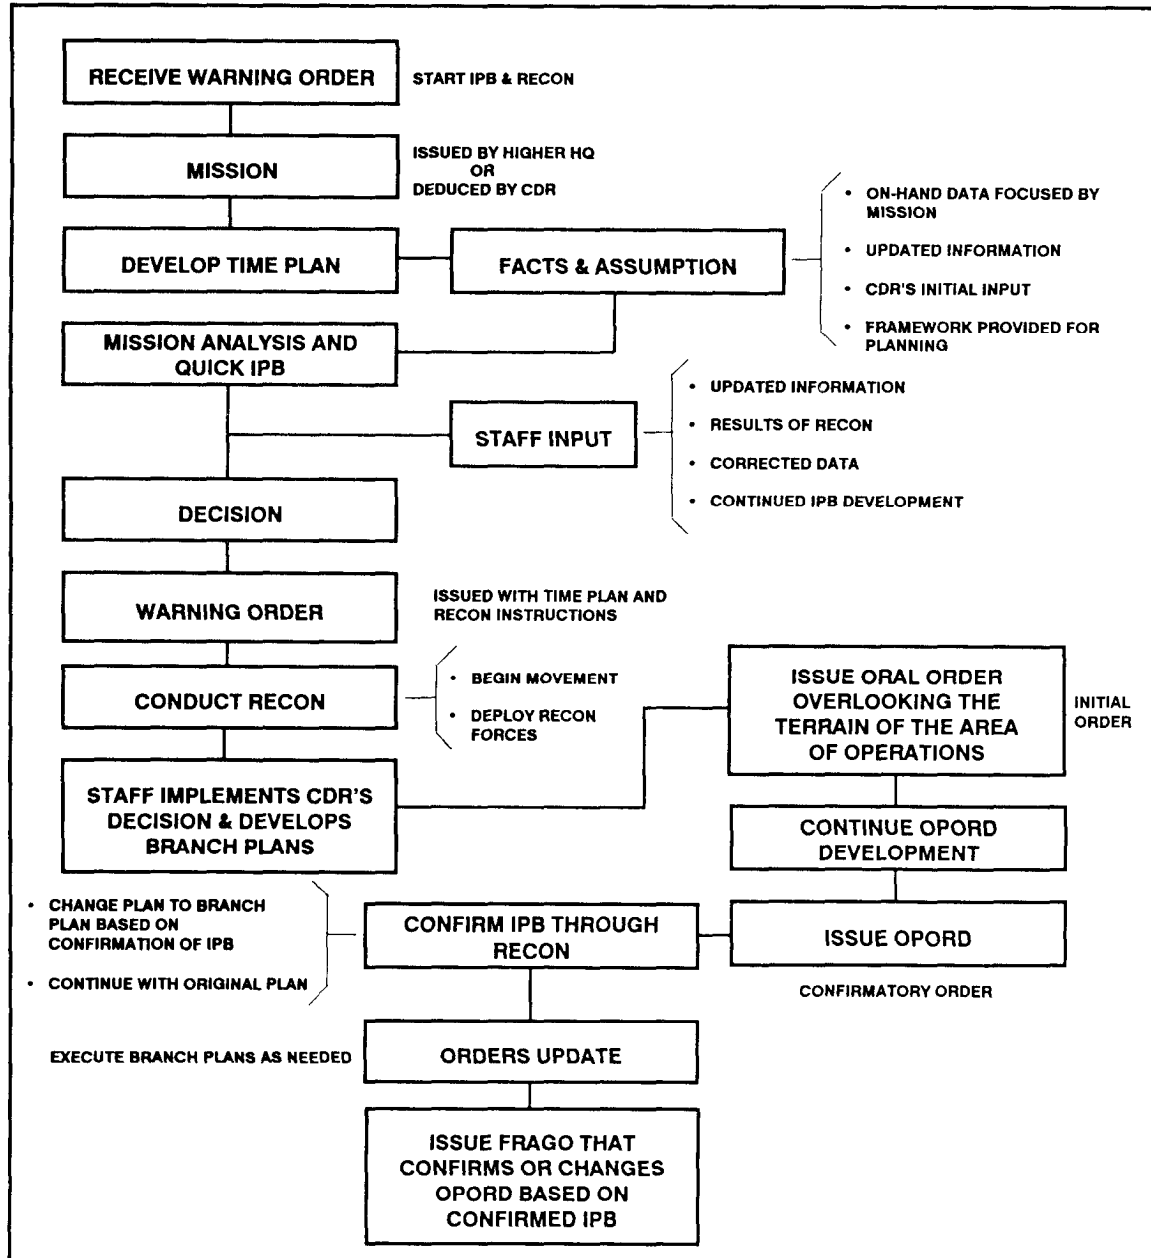 RECEIVE WARNING ORDER
START IPB & RECON
MISSION
ISSUED BY HIGHER HQ
OR
DEDUCED BY CDR
DEVELOP TIME PLAN
FACTS & ASSUMPTION
• ON-HAND DATA FOCUSED BY
MISSION
• UPDATED INFORMATION
• CDR'S INITIAL INPUT
• FRAMEWORK PROVIDED FOR
PLANNING
MISSION ANALYSIS AND
QUICK IPB
STAFF INPUT
• UPDATED INFORMATION
• RESULTS OF RECON
• CORRECTED DATA
• CONTINUED IPB DEVELOPMENT
DECISION
WARNING ORDER
ISSUED WITH TIME PLAN AND
RECON INSTRUCTIONS
CONDUCT RECON
• BEGIN MOVEMENT
• DEPLOY RECON
FORCES
STAFF IMPLEMENTS CDR'S
DECISION & DEVELOPS
BRANCH PLANS
ISSUE ORAL ORDER
OVERLOOKING THE
TERRAIN OF THE AREA
OF OPERATIONS
INITIAL
ORDER
CONTINUE OPORD
DEVELOPMENT
ISSUE OPORD
CONFIRMATORY ORDER
CONFIRM IPB THROUGH
RECON
• CHANGE PLAN TO BRANCH
PLAN BASED ON
CONFIRMATION OF IPB
• CONTINUE WITH ORIGINAL PLAN
EXECUTE BRANCH PLANS AS NEEDED
ORDERS UPDATE
ISSUE FRAGO THAT
CONFIRMS OR CHANGES
OPORD BASED ON
CONFIRMED IPB